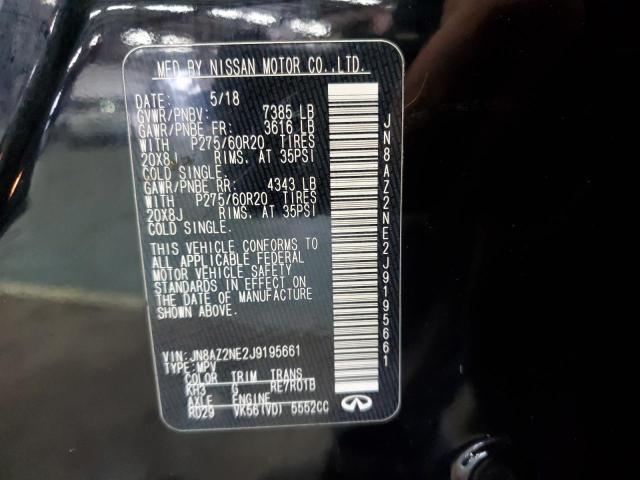 MFD BY NISSAN MOTOR CO.,LTD.
DATE: 5/18
GVWR/PNBV: 7385 LB
GAWR/PNBE FR: 3616 LB
WITH P275/60R20 TIRES
20X8J RIMS. AT 35PSI
COLD SINGLE.
GAWR/PNBE RR: 4343 LB
WITH P275/60R20 TIRES
20X8J RIMS. AT 35PSI
COLD SINGLE.
THIS VEHICLE CONFORMS TO
ALL APPLICABLE FEDERAL
MOTOR VEHICLE SAFETY
STANDARDS IN EFFECT ON
THE DATE OF MANUFACTURE
SHOWN ABOVE.
VIN:JN8AZ2NE2J9195661
TYPE:MPV
COLOR TRIM TRANS
KH3 G RE7R01B
AXLE ENGINE
RD29 VK56(VD) 5552CC
JN8AZ2NE2J9195661